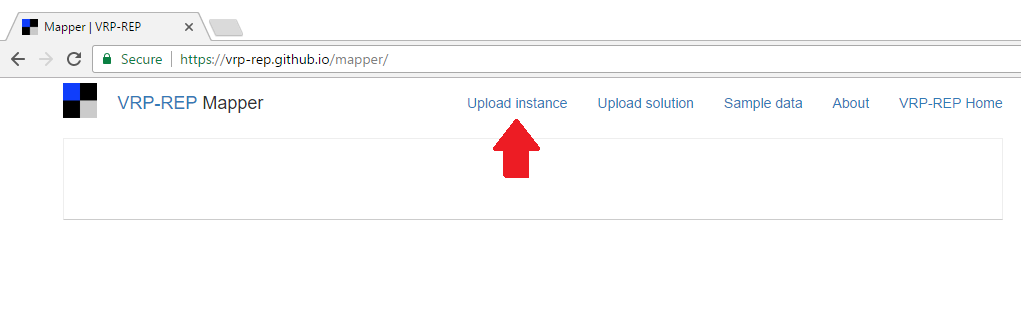 Mapper | VRP-REP
Secure https://vrp-rep.github.io/mapper/
VRP-REP Mapper Upload instance Upload solution Sample data About VRP-REP Home